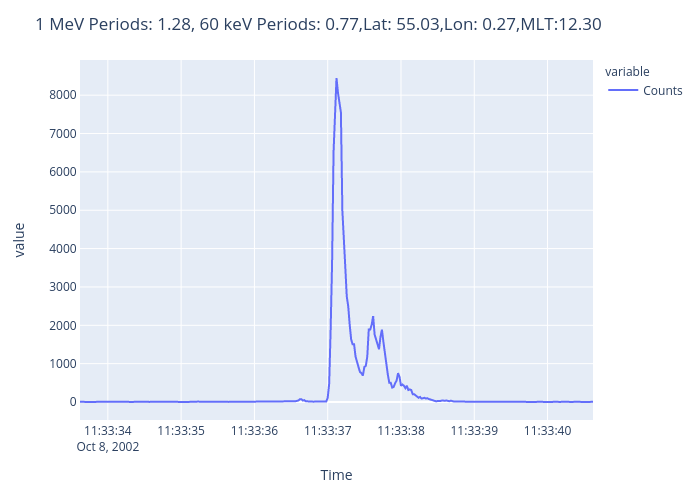 1 MeV Periods: 1.28, 60 keV Periods: 0.77,Lat: 55.03,Lon: 0.27,MLT:12.30
variable
Counts
8000
7000
6000
5000
4000
3000
2000
1000
0
value
11:33:34 11:33:35 11:33:36 11:33:37 11:33:38 11:33:39 11:33:40
Oct 8, 2002
Time